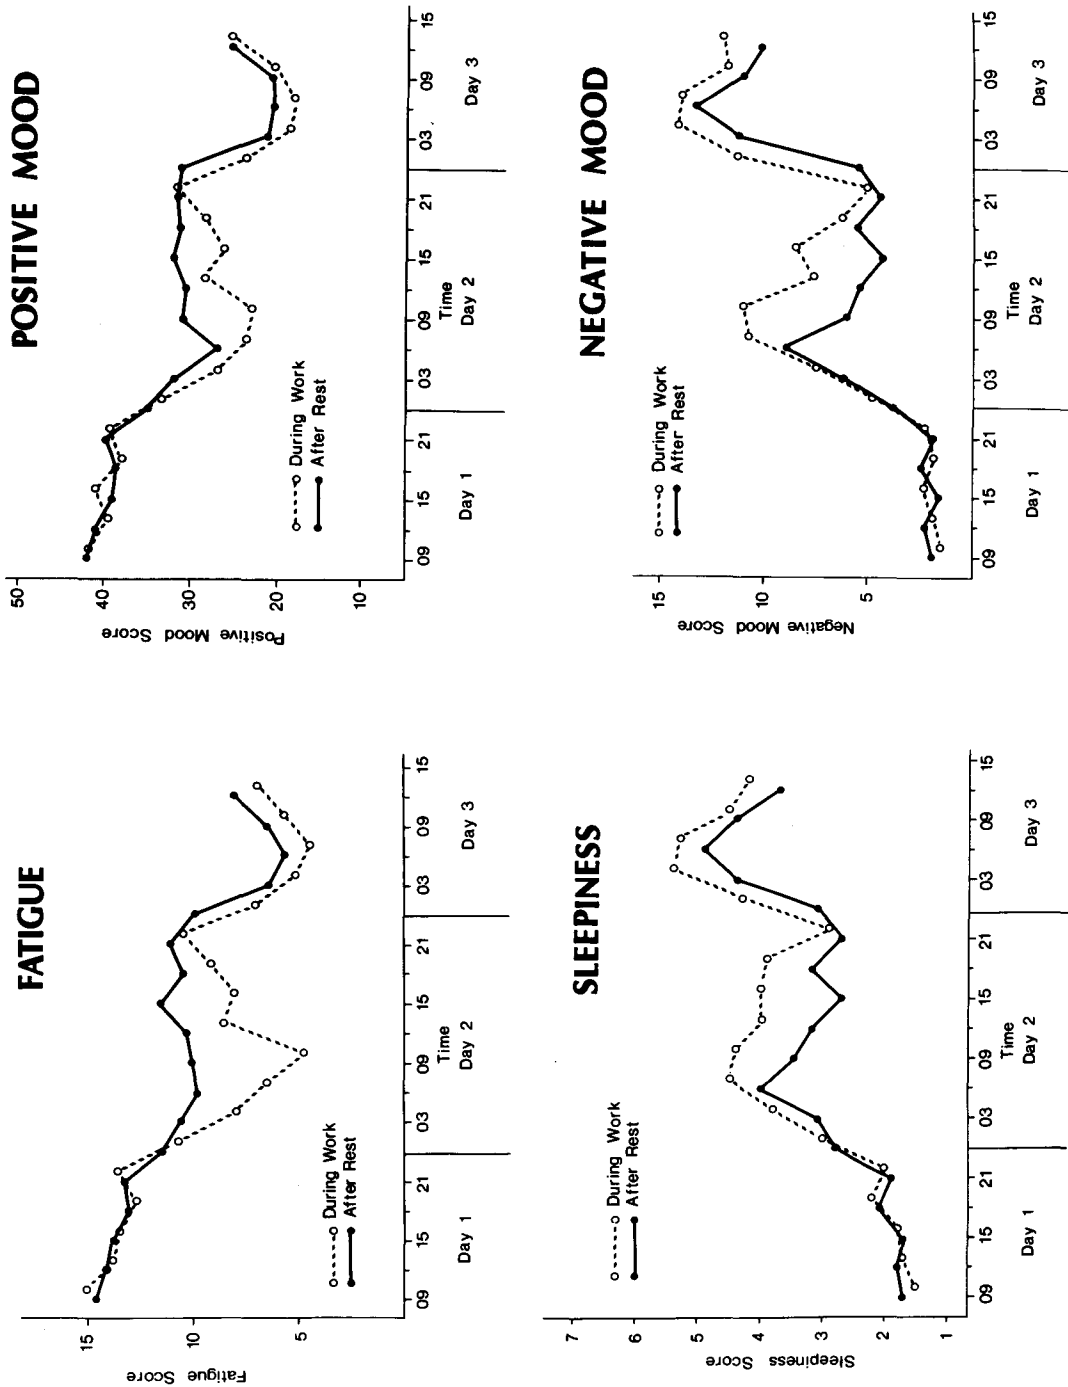 FATIGUE
Fatigue Score
15
10
5
During Work
After Rest
09
15
21
03
09
15
21
03
09
15
Time
Day 1
Day 2
Day 3
POSITIVE MOOD
Positive Mood Score
50
40
30
20
10
During Work
After Rest
09
15
21
03
09
15
21
03
09
15
Time
Day 1
Day 2
Day 3
SLEEPINESS
Sleepiness Score
7
6
5
4
3
2
1
During Work
After Rest
09
15
21
03
09
15
21
03
09
15
Time
Day 1
Day 2
Day 3
NEGATIVE MOOD
Negative Mood Score
15
10
5
During Work
After Rest
09
15
21
03
09
15
21
03
09
15
Time
Day 1
Day 2
Day 3